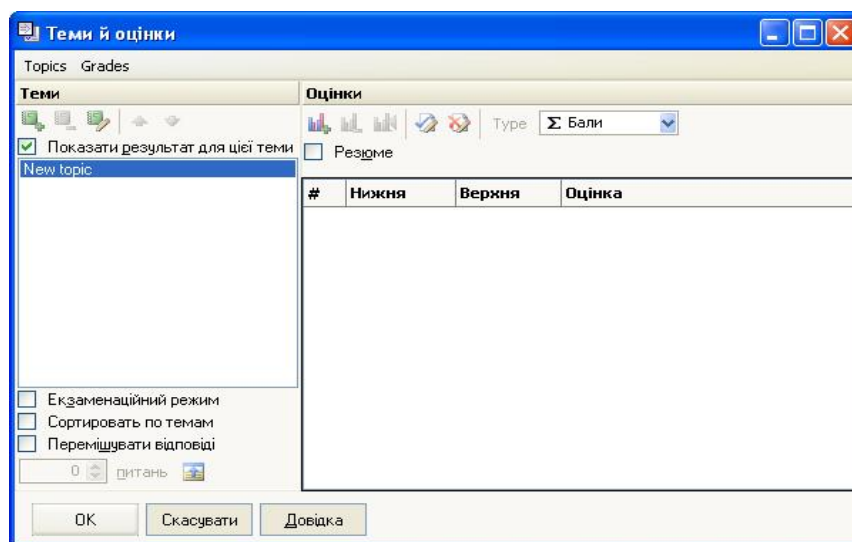 Теми й оцінки
Topics Grades
Теми
Оцінки
Type Σ Бали
Показати результат для цієї теми
Резюме
New topic
# Нижня Верхня Оцінка
Екзаменаційний режим
Сортировать по темам
Перемішувати відповіді
0 питань
OK Скасувати Довідка